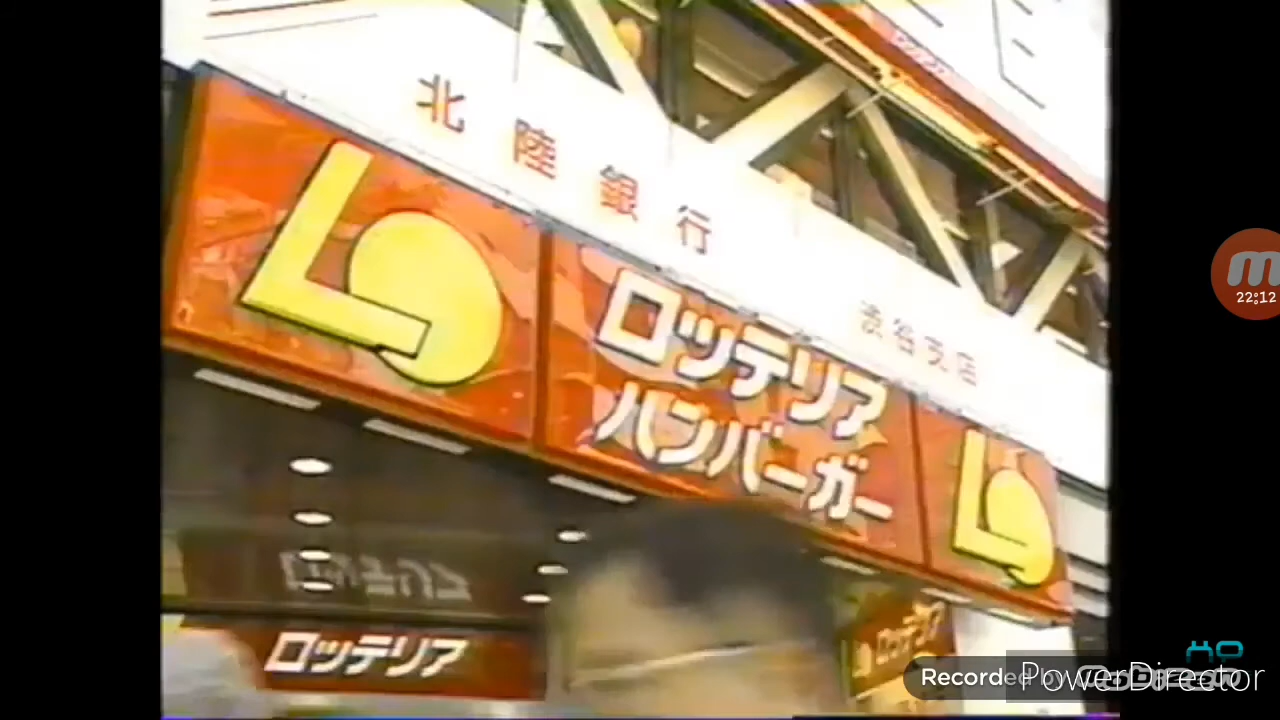 北陸銀行
渋谷支店
ロッテリア
ハンバーガー
ロッテリア
ロッテリア
22:12
Recorded by
PowerDirector